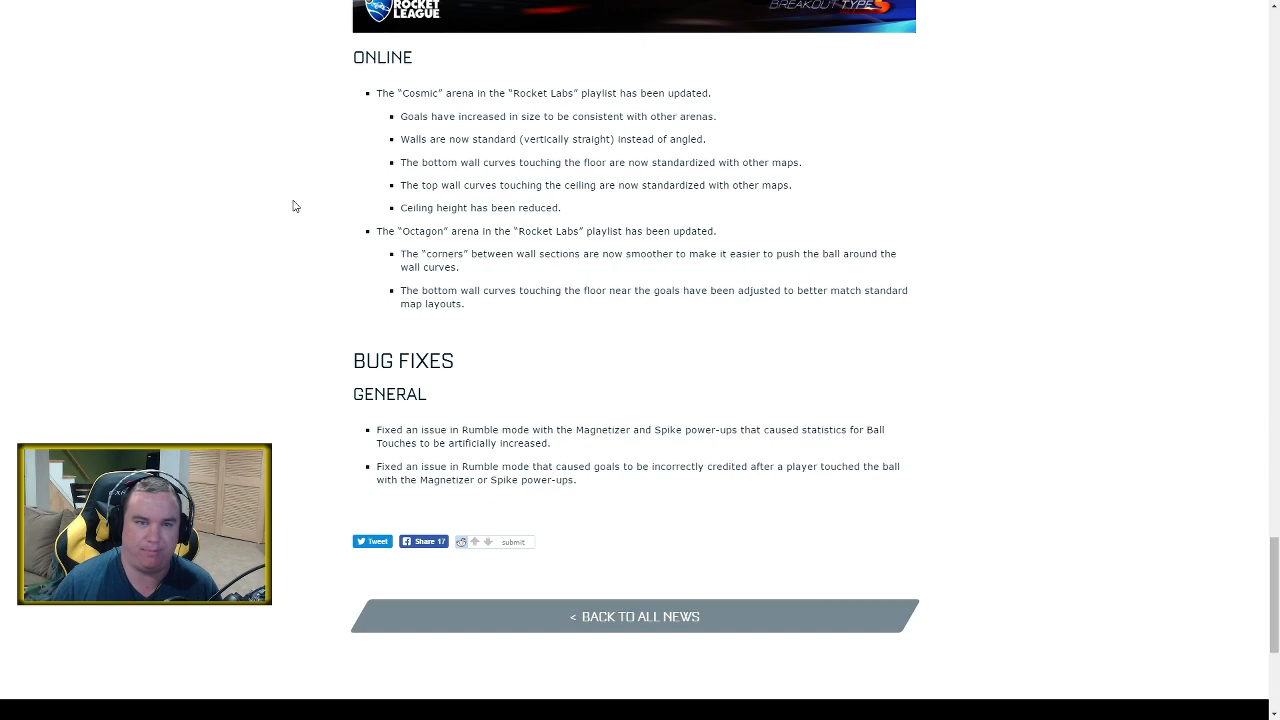 ROCKET
LEAGUE
BREAKOUT TYPE
ONLINE
The “Cosmic” arena in the “Rocket Labs” playlist has been updated.
Goals have increased in size to be consistent with other arenas.
Walls are now standard (vertically straight) instead of angled.
The bottom wall curves touching the floor are now standardized with other maps.
The top wall curves touching the ceiling are now standardized with other maps.
Ceiling height has been reduced.
The “Octagon” arena in the “Rocket Labs” playlist has been updated.
The “corners” between wall sections are now smoother to make it easier to push the ball around the
wall curves.
The bottom wall curves touching the floor near the goals have been adjusted to better match standard
map layouts.
BUG FIXES
GENERAL
Fixed an issue in Rumble mode with the Magnetizer and Spike power-ups that caused statistics for Ball
Touches to be artificially increased.
Fixed an issue in Rumble mode that caused goals to be incorrectly credited after a player touched the ball
with the Magnetizer or Spike power-ups.
Tweet Share 17 submit
< BACK TO ALL NEWS